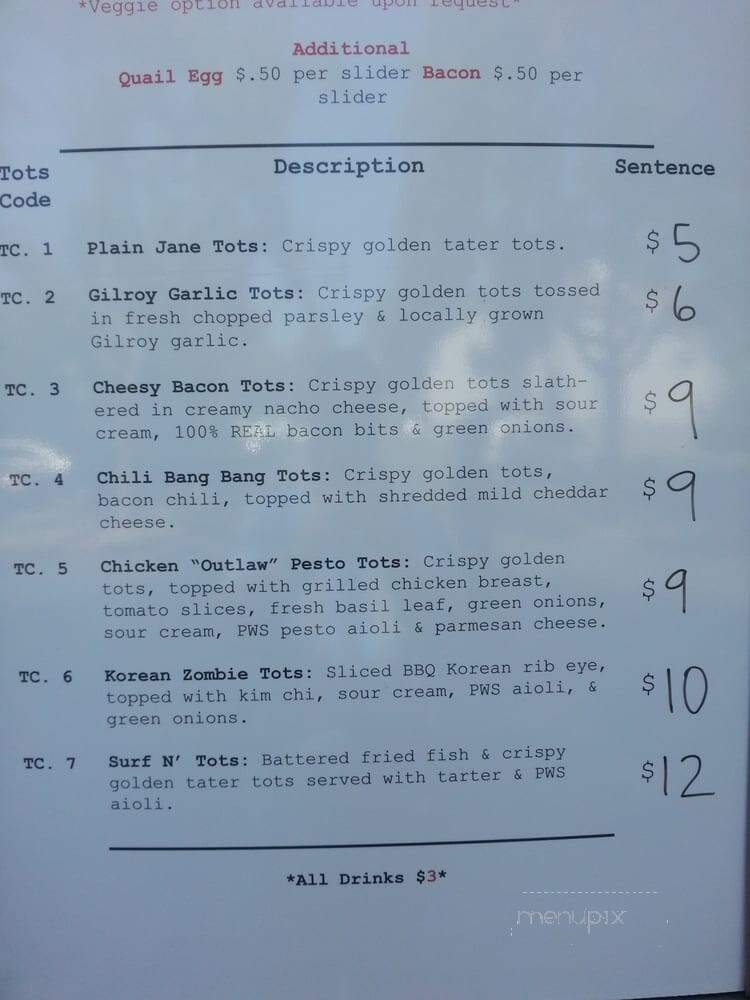 *Veggie option available upon request*
Additional
Quail Egg $.50 per slider Bacon $.50 per
slider
Tots Code Description Sentence
TC. 1 Plain Jane Tots: Crispy golden tater tots. $5
TC. 2 Gilroy Garlic Tots: Crispy golden tots tossed $6
in fresh chopped parsley & locally grown
Gilroy garlic.
TC. 3 Cheesy Bacon Tots: Crispy golden tots slath- $9
ered in creamy nacho cheese, topped with sour
cream, 100% REAL bacon bits & green onions.
TC. 4 Chili Bang Bang Tots: Crispy golden tots, $9
bacon chili, topped with shredded mild cheddar
cheese.
TC. 5 Chicken “Outlaw” Pesto Tots: Crispy golden $9
tots, topped with grilled chicken breast,
tomato slices, fresh basil leaf, green onions,
sour cream, PWS pesto aioli & parmesan cheese.
TC. 6 Korean Zombie Tots: Sliced BBQ Korean rib eye, $10
topped with kim chi, sour cream, PWS aioli, &
green onions.
TC. 7 Surf N’ Tots: Battered fried fish & crispy $12
golden tater tots served with tarter & PWS
aioli.
*All Drinks $3*
menupix